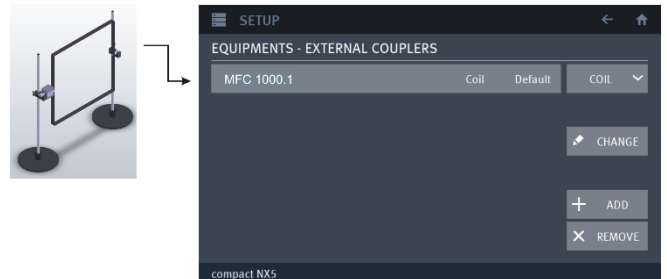 SETUP
EQUIPMENTS - EXTERNAL COUPLERS
MFC 1000.1 Coil Default COIL
CHANGE
ADD
REMOVE
compact NX5